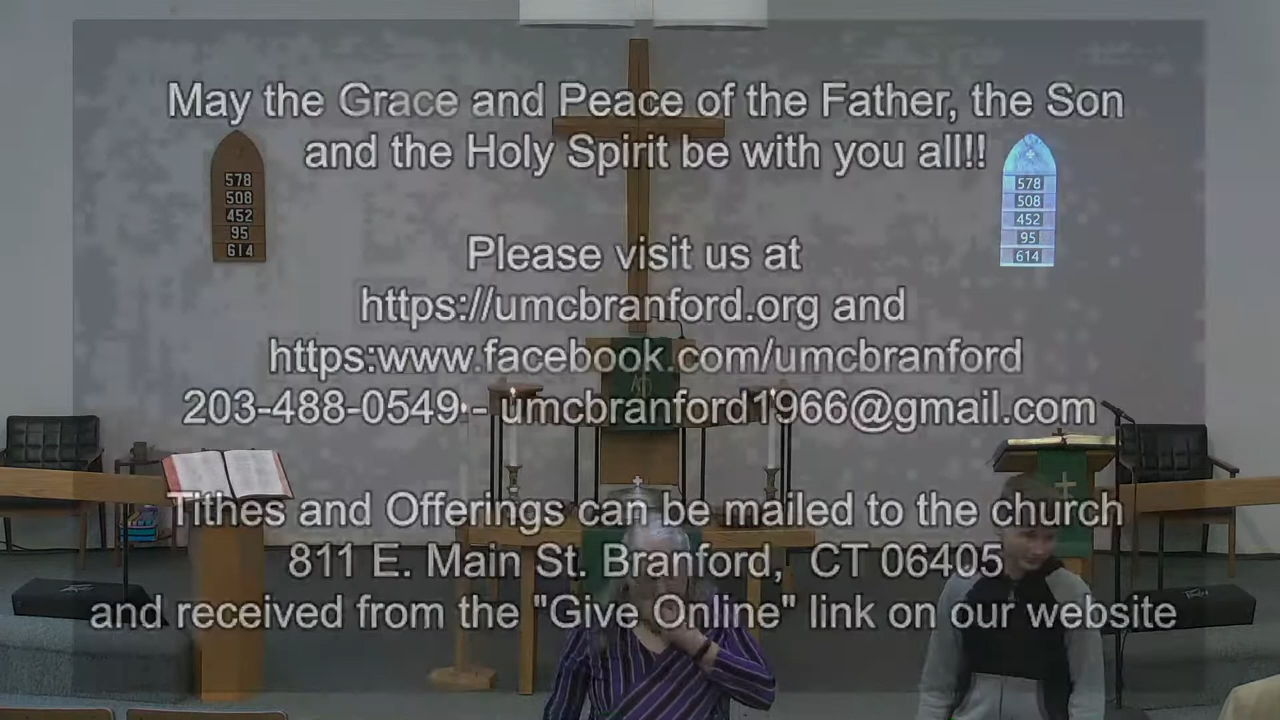 May the Grace and Peace of the Father, the Son
and the Holy Spirit be with you all!!
578
508
452
95
614
578
508
452
95
614
Please visit us at
https://umcbranford.org and
https:www.facebook.com/umcbranford
203-488-0549 - umcbranford1966@gmail.com
Tithes and Offerings can be mailed to the church
811 E. Main St. Branford, CT 06405
and received from the "Give Online" link on our website